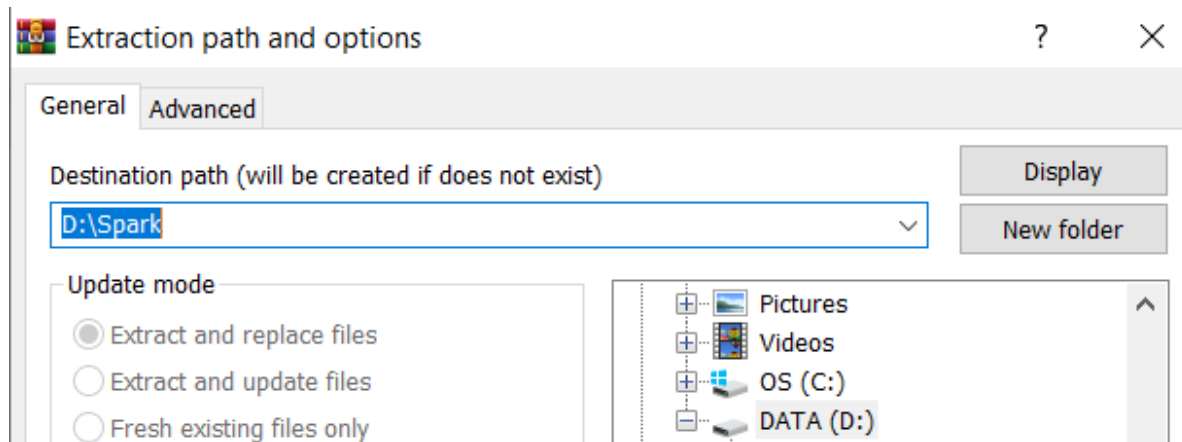 Extraction path and options
?
General
Advanced
Destination path (will be created if does not exist)
Display
D:\Spark
New folder
Update mode
Extract and replace files
Extract and update files
Fresh existing files only
Pictures
Videos
OS (C:)
DATA (D:)